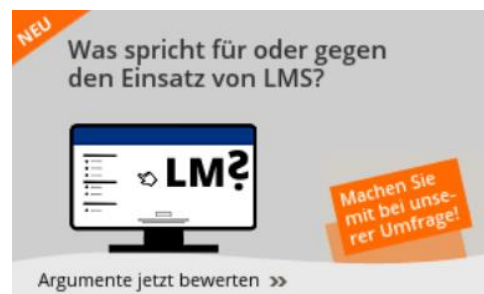 NEU
Was spricht für oder gegen
den Einsatz von LMS?
LM?
Machen Sie
mit bei unse-
rer Umfrage!
Argumente jetzt bewerten »